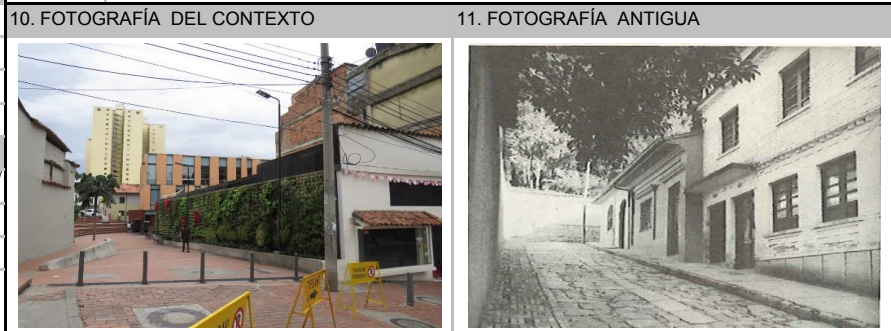 10. FOTOGRAFÍA DEL CONTEXTO
11. FOTOGRAFÍA ANTIGUA